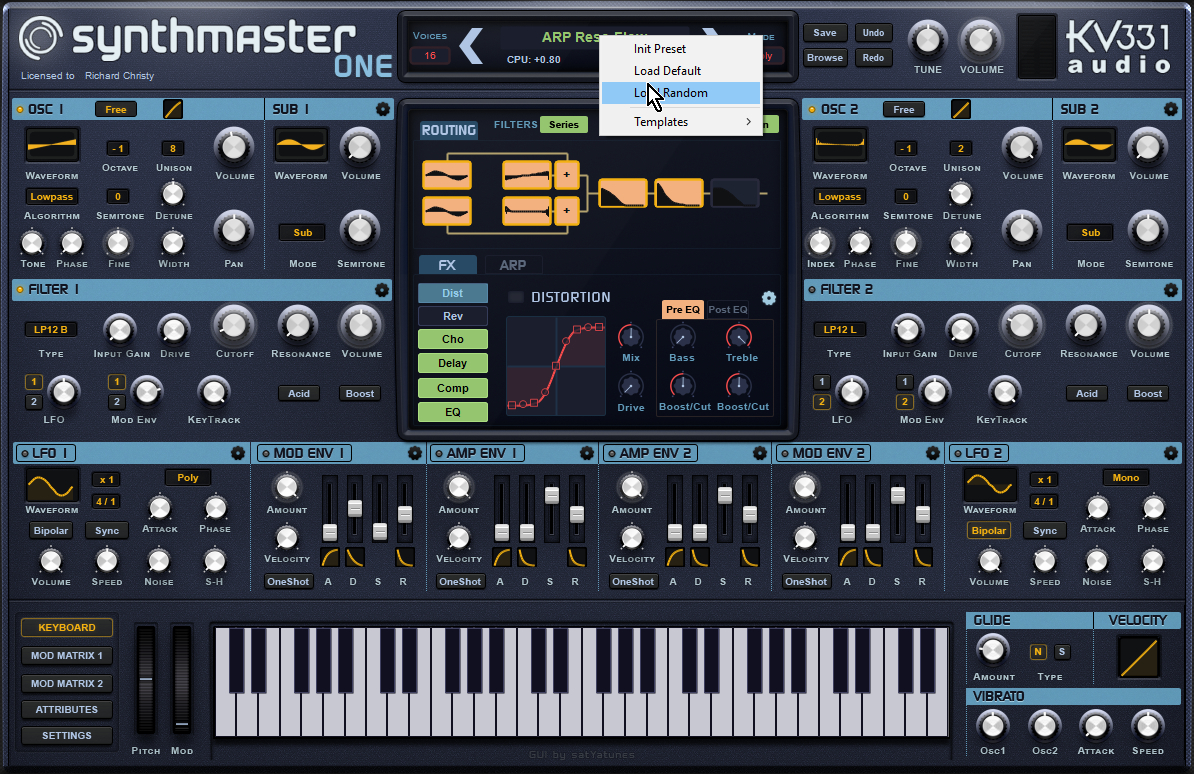 synthmaster
ONE
Licensed to Richard Christy
VOICES
16
ARP Rese
CPU: +0.80
Init Preset
Load Default
Load Random
Templates
Save
Undo
Browse
Redo
TUNE
VOLUME
KV331
audio
OSC 1
Free
SUB 1
- 1
8
WAVEFORM
OCTAVE
UNISON
VOLUME
WAVEFORM
VOLUME
Lowpass
0
ALGORITHM
SEMITONE
DETUNE
Sub
TONE
PHASE
FINE
WIDTH
PAN
MODE
SEMITONE
ROUTING
FILTERS
Series
+
+
OSC 2
Free
SUB 2
- 1
2
WAVEFORM
OCTAVE
UNISON
VOLUME
WAVEFORM
VOLUME
Lowpass
0
ALGORITHM
SEMITONE
DETUNE
Sub
INDEX
PHASE
FINE
WIDTH
PAN
MODE
SEMITONE
FILTER 1
LP12 B
TYPE
INPUT GAIN
DRIVE
CUTOFF
RESONANCE
VOLUME
1
2
LFO
1
2
MOD ENV
KEYTRACK
Acid
Boost
FX
ARP
Dist
Rev
Cho
Delay
Comp
EQ
DISTORTION
Pre EQ
Post EQ
Mix
Bass
Treble
Drive
Boost/Cut
Boost/Cut
FILTER 2
LP12 L
TYPE
INPUT GAIN
DRIVE
CUTOFF
RESONANCE
VOLUME
1
2
LFO
1
2
MOD ENV
KEYTRACK
Acid
Boost
LFO 1
WAVEFORM
x 1
4 / 1
Poly
ATTACK
PHASE
Bipolar
Sync
VOLUME
SPEED
NOISE
S-H
MOD ENV 1
AMOUNT
VELOCITY
OneShot
A
D
S
R
AMP ENV 1
AMOUNT
VELOCITY
OneShot
A
D
S
R
AMP ENV 2
AMOUNT
VELOCITY
OneShot
A
D
S
R
MOD ENV 2
AMOUNT
VELOCITY
OneShot
A
D
S
R
LFO 2
WAVEFORM
x 1
4 / 1
Mono
ATTACK
PHASE
Bipolar
Sync
VOLUME
SPEED
NOISE
S-H
KEYBOARD
MOD MATRIX 1
MOD MATRIX 2
ATTRIBUTES
SETTINGS
PITCH
MOD
GUI by satYatunes
GLIDE
VELOCITY
N
S
AMOUNT
TYPE
VIBRATO
OSC1
OSC2
ATTACK
SPEED